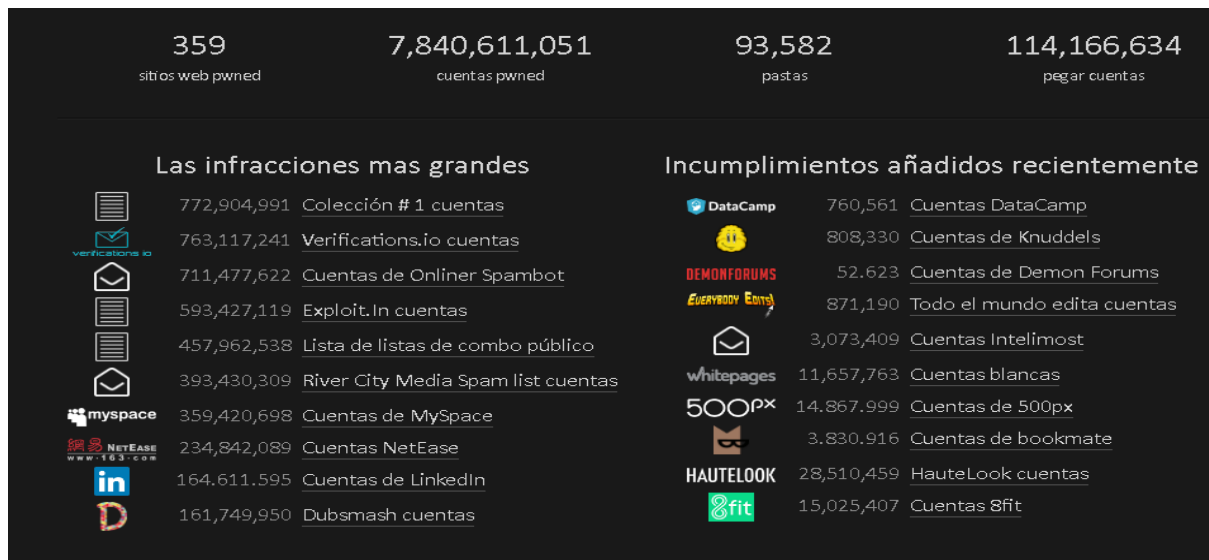 359 7,840,611,051 93,582 114,166,634
sitios web pwned cuentas pwned pastas pegar cuentas
Las infracciones mas grandes
772,904,991 Colección # 1 cuentas
verifications.io 763,117,241 Verifications.io cuentas
711,477,622 Cuentas de Onliner Spambot
593,427,119 Exploit.In cuentas
457,962,538 Lista de listas de combo público
393,430,309 River City Media Spam list cuentas
myspace 359,420,698 Cuentas de MySpace
網易 NETEASE
www.163.com
234,842,089 Cuentas NetEase
in 164.611.595 Cuentas de LinkedIn
D 161,749,950 Dubsmash cuentas
Incumplimientos añadidos recientemente
DataCamp 760,561 Cuentas DataCamp
808,330 Cuentas de Knuddels
DEMONFORUMS 52.623 Cuentas de Demon Forums
EVERYBODY EDITS! 871,190 Todo el mundo edita cuentas
3,073,409 Cuentas Intelimost
whitepages 11,657,763 Cuentas blancas
500px 14.867.999 Cuentas de 500px
3.830.916 Cuentas de bookmate
HAUTELOOK 28,510,459 HauteLook cuentas
8fit 15,025,407 Cuentas 8fit